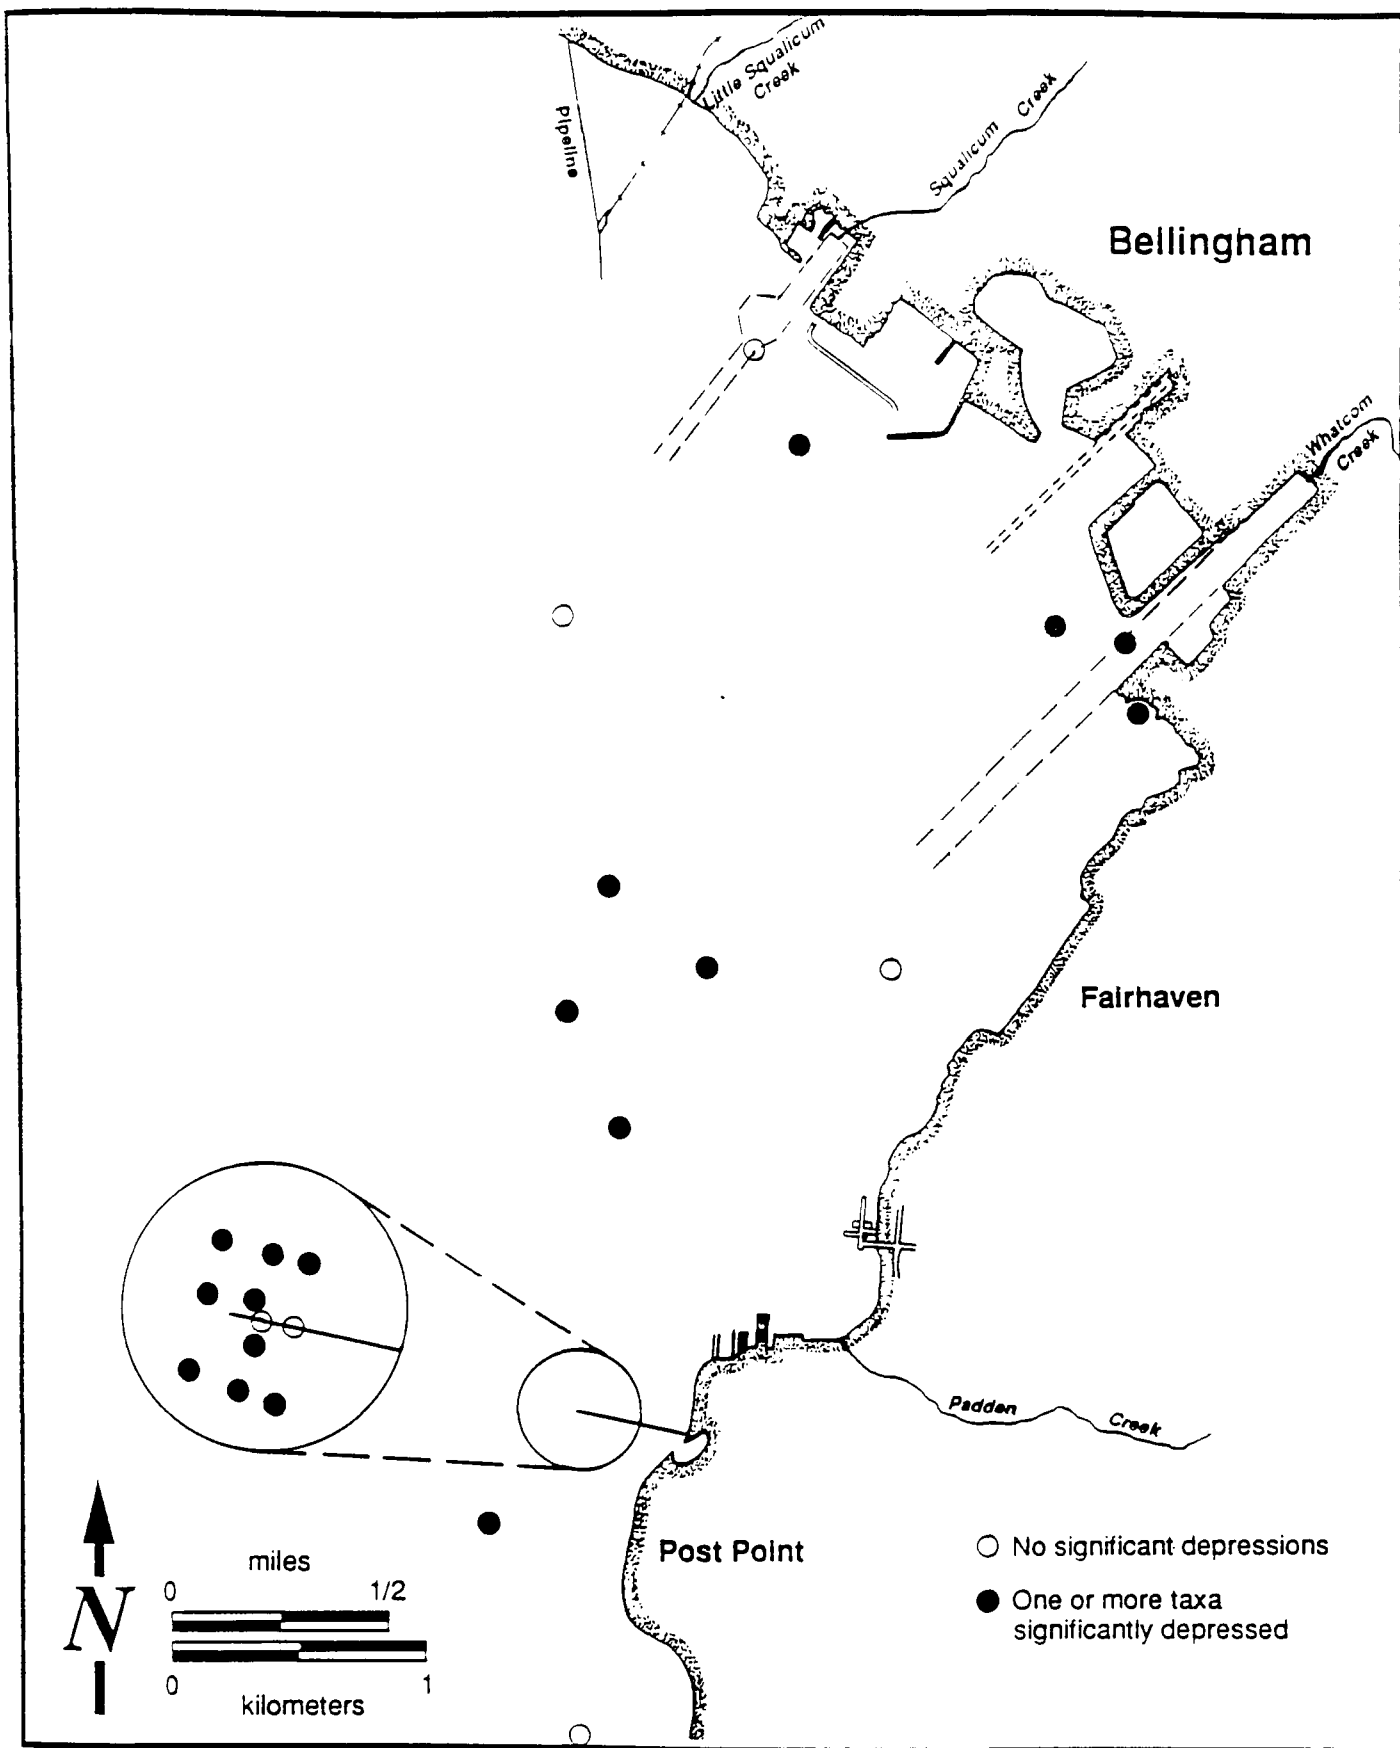 Little Squalicum
Creek
Pipeline
Squalicum Creek
Bellingham
Whatcom
Creek
Fairhaven
Padden Creek
Post Point
No significant depressions
One or more taxa
significantly depressed
N
miles
0 1/2
0 1
kilometers